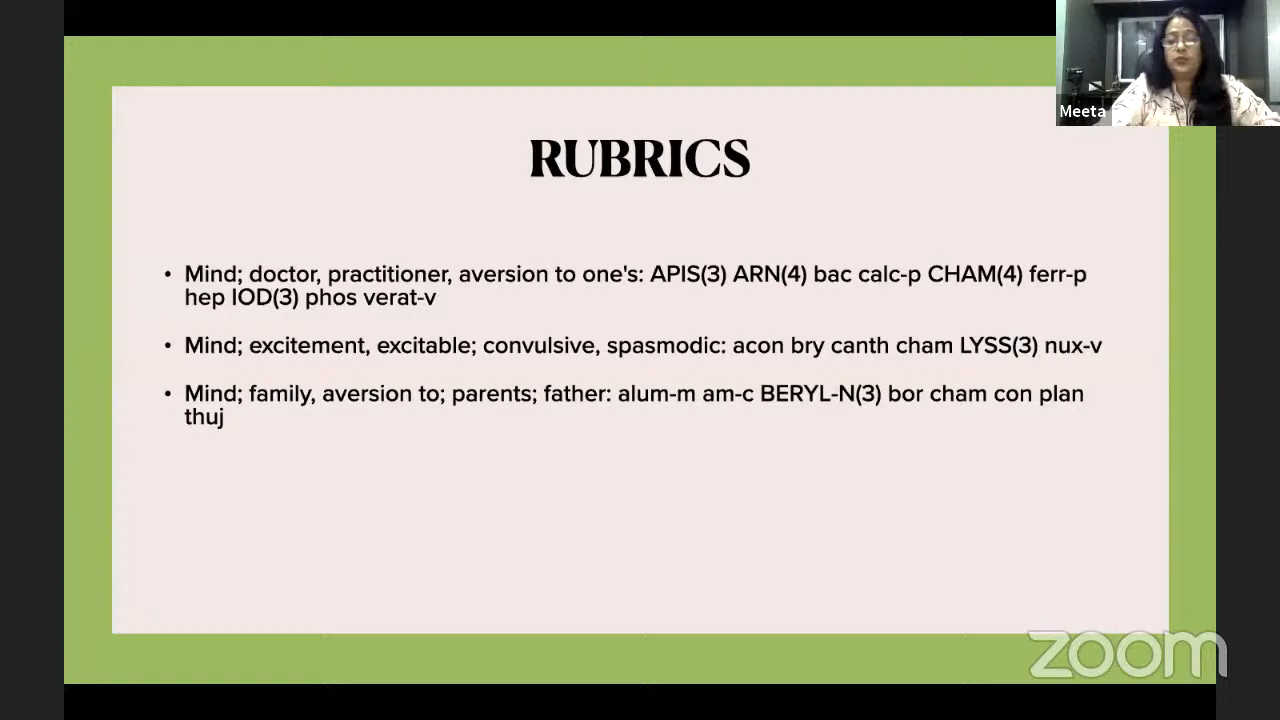 Meeta
RUBRICS
• Mind; doctor, practitioner, aversion to one's: APIS(3) ARN(4) bac calc-p CHAM(4) ferr-p
hep IOD(3) phos verat-v
• Mind; excitement, excitable; convulsive, spasmodic: acon bry canth cham LYSS(3) nux-v
• Mind; family, aversion to; parents; father: alum-m am-c BERYL-N(3) bor cham con plan
thuj
zoom